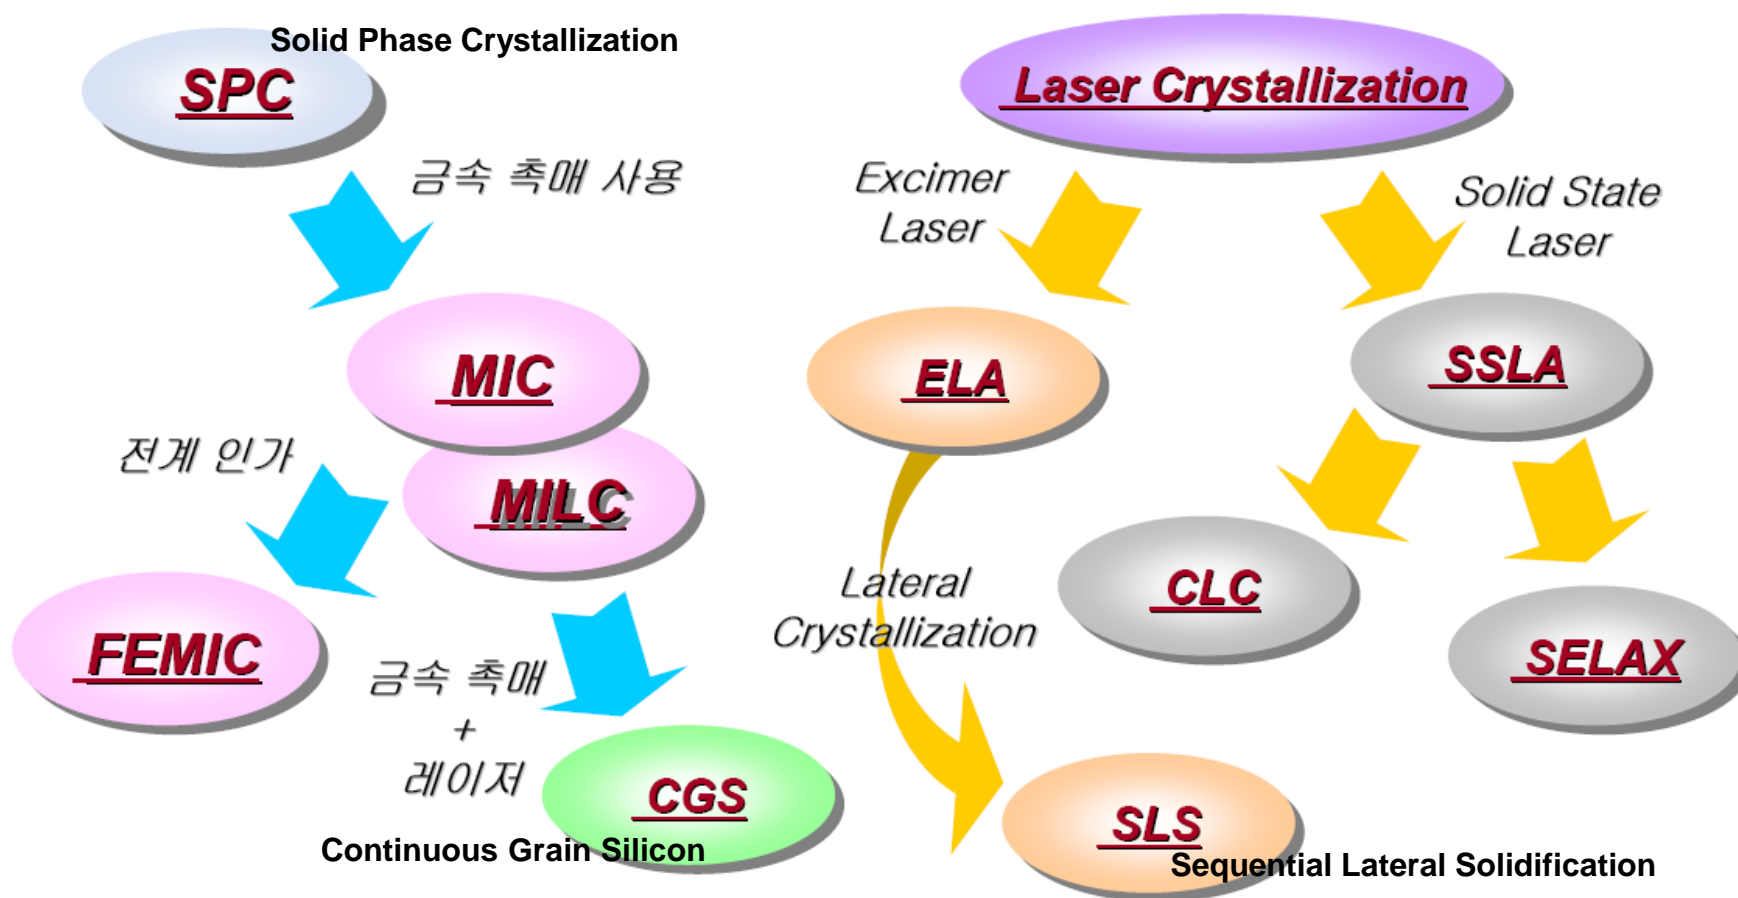 Solid Phase Crystallization
SPC
금속 촉매 사용
MIC
MILC
전계 인가
FEMIC
금속 촉매
+
레이저
CGS
Continuous Grain Silicon
Laser Crystallization
Excimer
Laser
Solid State
Laser
ELA
SSLA
Lateral
Crystallization
CLC
SELAX
SLS
Sequential Lateral Solidification